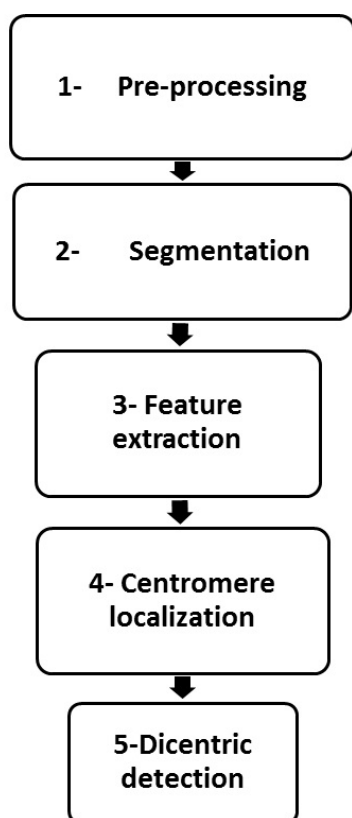 1- Pre-processing
2- Segmentation
3- Feature
extraction
4- Centromere
localization
5-Dicentric
detection